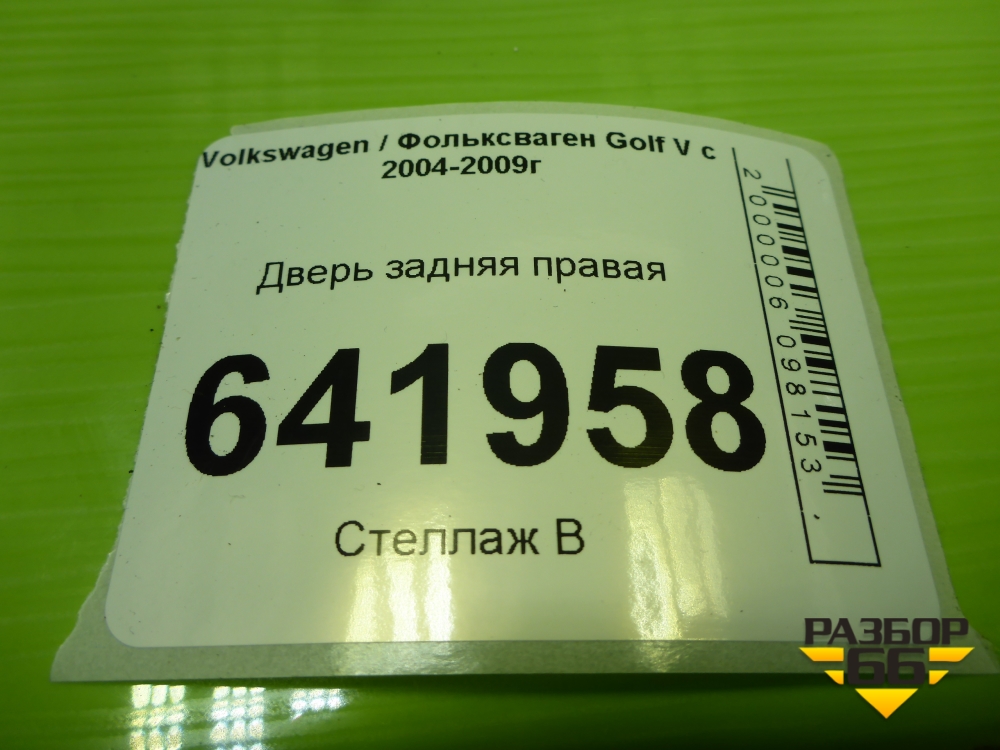 Volkswagen / Фольксваген Golf V с
2004-2009г
Дверь задняя правая
641958
Стеллаж В
2000006098153
РАЗБОР
66